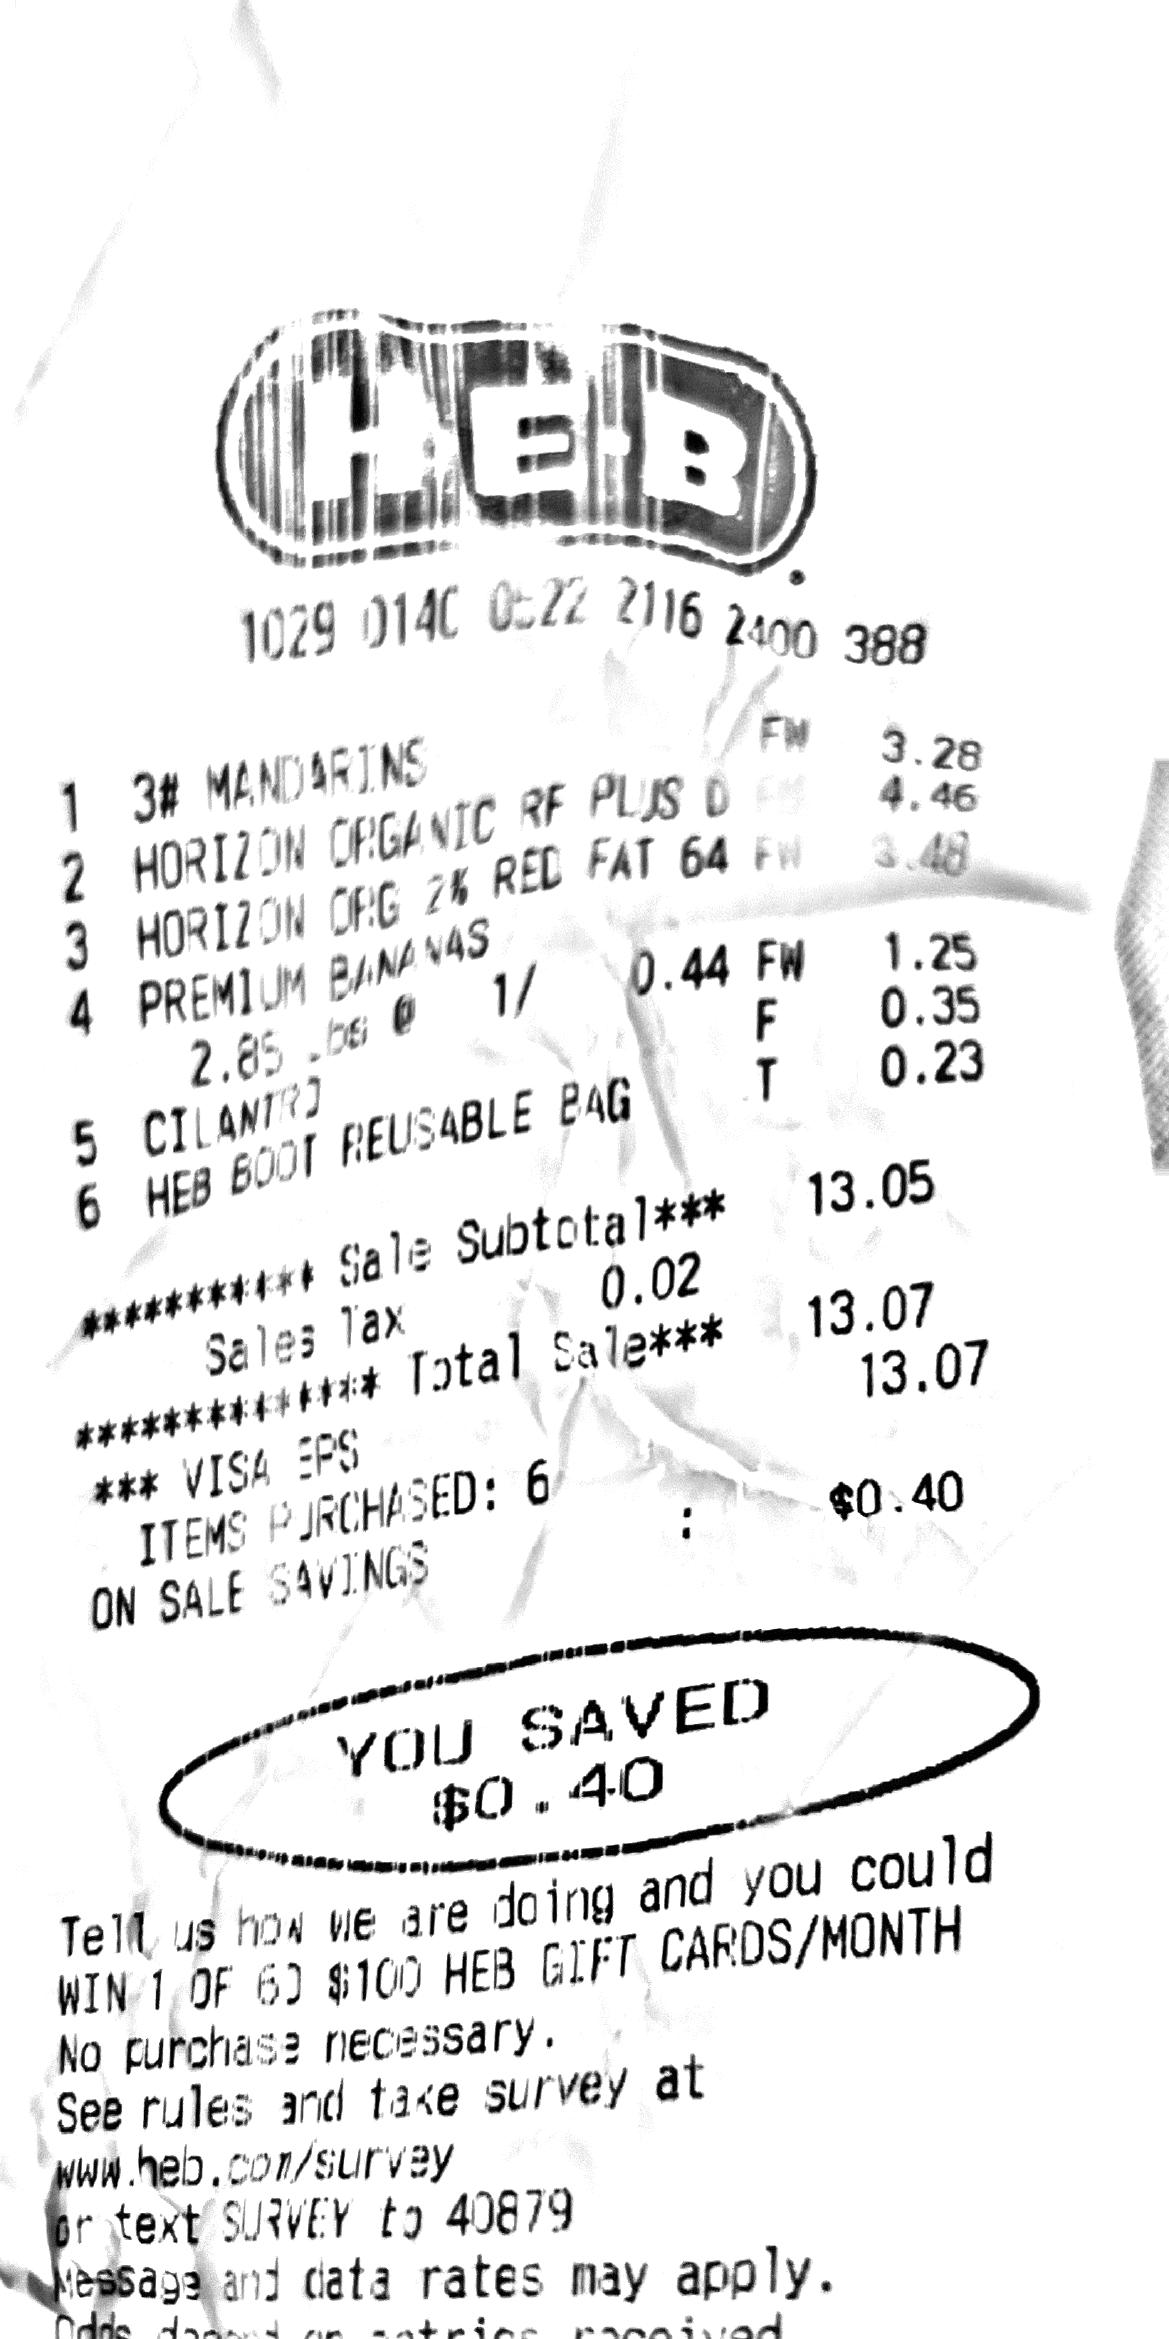 H-E-B
1029 0140 0522 2116 2400 388
1 3# MANDARINS FW 3.28
2 HORIZON ORGANIC RF PLUS D FW 4.46
3 HORIZON ORG 2% RED FAT 64 FW 3.48
4 PREMIUM BANANAS
2.85 Lbs @ 1/ 0.44 FW 1.25
5 CILANTRO F 0.35
6 HEB BOOT REUSABLE BAG T 0.23
*********** Sale Subtotal*** 13.05
Sales Tax 0.02
************** Total Sale*** 13.07
*** VISA EPS 13.07
ITEMS PURCHASED: 6
ON SALE SAVINGS : $0.40
YOU SAVED
$0.40
Tell us how we are doing and you could
WIN 1 OF 60 $100 HEB GIFT CARDS/MONTH
No purchase necessary.
See rules and take survey at
www.heb.com/survey
or text SURVEY to 40879
Message and data rates may apply.
Odds depend on entries received